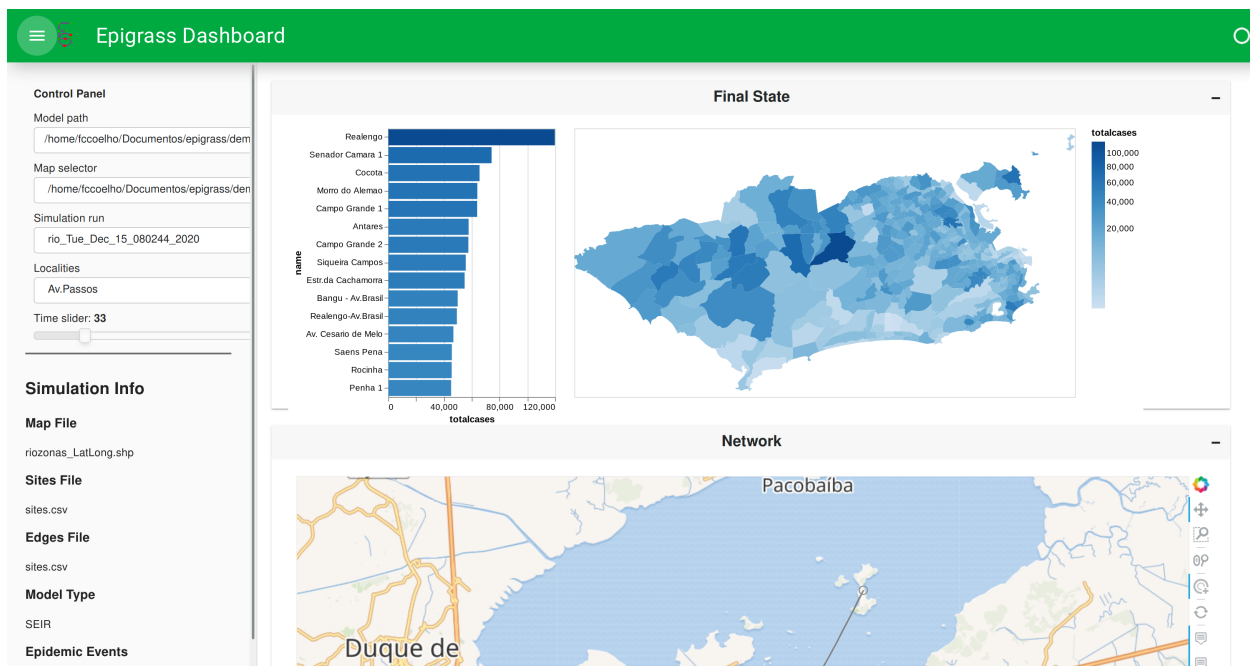 Epigrass Dashboard
Control Panel
Model path
/home/fccoelho/Documentos/epigrass/dem
Map selector
/home/fccoelho/Documentos/epigrass/dem
Simulation run
rio_Tue_Dec_15_080244_2020
Localities
Av.Passos
Time slider: 33
Simulation Info
Map File
riozonas_LatLong.shp
Sites File
sites.csv
Edges File
sites.csv
Model Type
SEIR
Epidemic Events
Final State
name
Realengo
Senador Camara 1
Cocota
Morro do Alemao
Campo Grande 1
Antares
Campo Grande 2
Siqueira Campos
Estr.da Cachamorra
Bangu - Av.Brasil
Realengo-Av.Brasil
Av. Cesario de Melo
Saens Pena
Rocinha
Penha 1
0 40,000 80,000 120,000
totalcases
totalcases
100,000
80,000
60,000
40,000
20,000
Network
Pacobaíba
Duque de